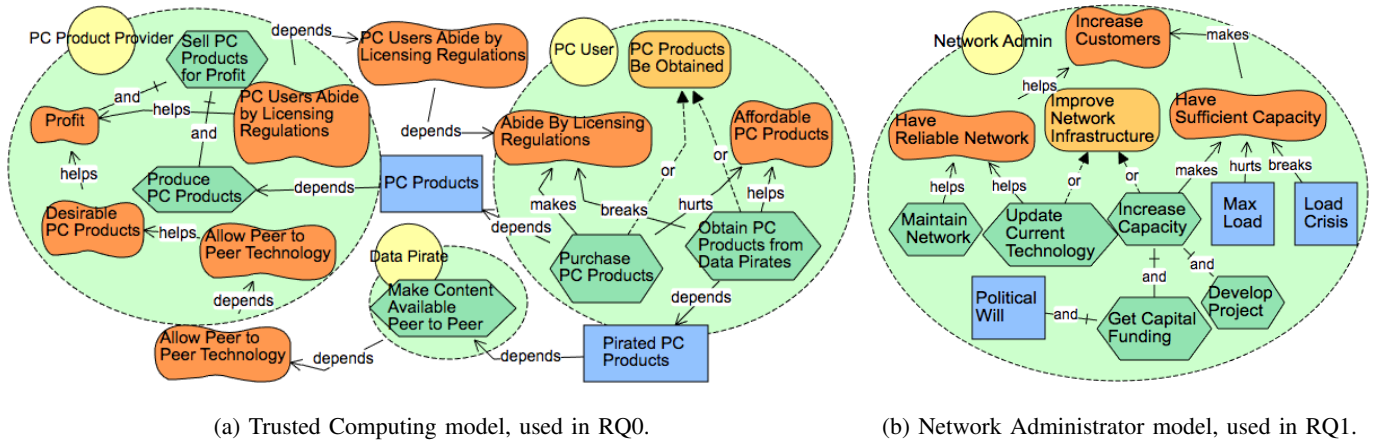 PC Product Provider
Sell PC
Products
for Profit
depends
PC Users Abide by
Licensing Regulations
and
helps
Profit
PC Users Abide
by Licensing
Regulations
and
helps
Produce
PC Products
depends
PC Products
Desirable
PC Products
helps
Allow Peer to
Peer Technology
depends
Allow Peer to
Peer Technology
depends
Data Pirate
Make Content
Available
Peer to Peer
depends
Pirated PC
Products
depends
PC User
PC Products
Be Obtained
Abide By Licensing
Regulations
Affordable
PC Products
or
or
makes
breaks
hurts
helps
depends
Purchase
PC Products
Obtain PC
Products from
Data Pirates
depends
(a) Trusted Computing model, used in RQ0.
Network Admin
Increase
Customers
makes
helps
Have
Reliable Network
Improve
Network
Infrastructure
Have
Sufficient Capacity
helps
helps
or
or
makes
hurts
breaks
Maintain
Network
Update
Current
Technology
Increase
Capacity
Max
Load
Load
Crisis
and
and
Political
Will
and
Get Capital
Funding
Develop
Project
(b) Network Administrator model, used in RQ1.